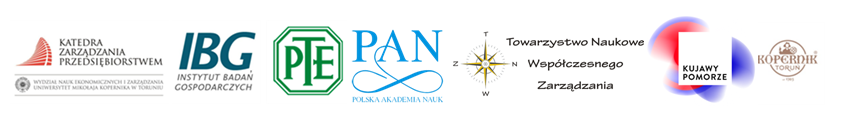 KATEDRA
ZARZĄDZANIA
PRZEDSIĘBIORSTWEM
WYDZIAŁ NAUK EKONOMICZNYCH I ZARZĄDZANIA
UNIWERSYTET MIKOŁAJA KOPERNIKA W TORUNIU
IBG
INSTYTUT BADAŃ
GOSPODARCZYCH
PTE
PAN
POLSKA AKADEMIA NAUK
T
Z
T
N
W
Towarzystwo Naukowe
Współczesnego
Zarządzania
KUJAWY
POMORZE
KOPERNIK
TORUŃ